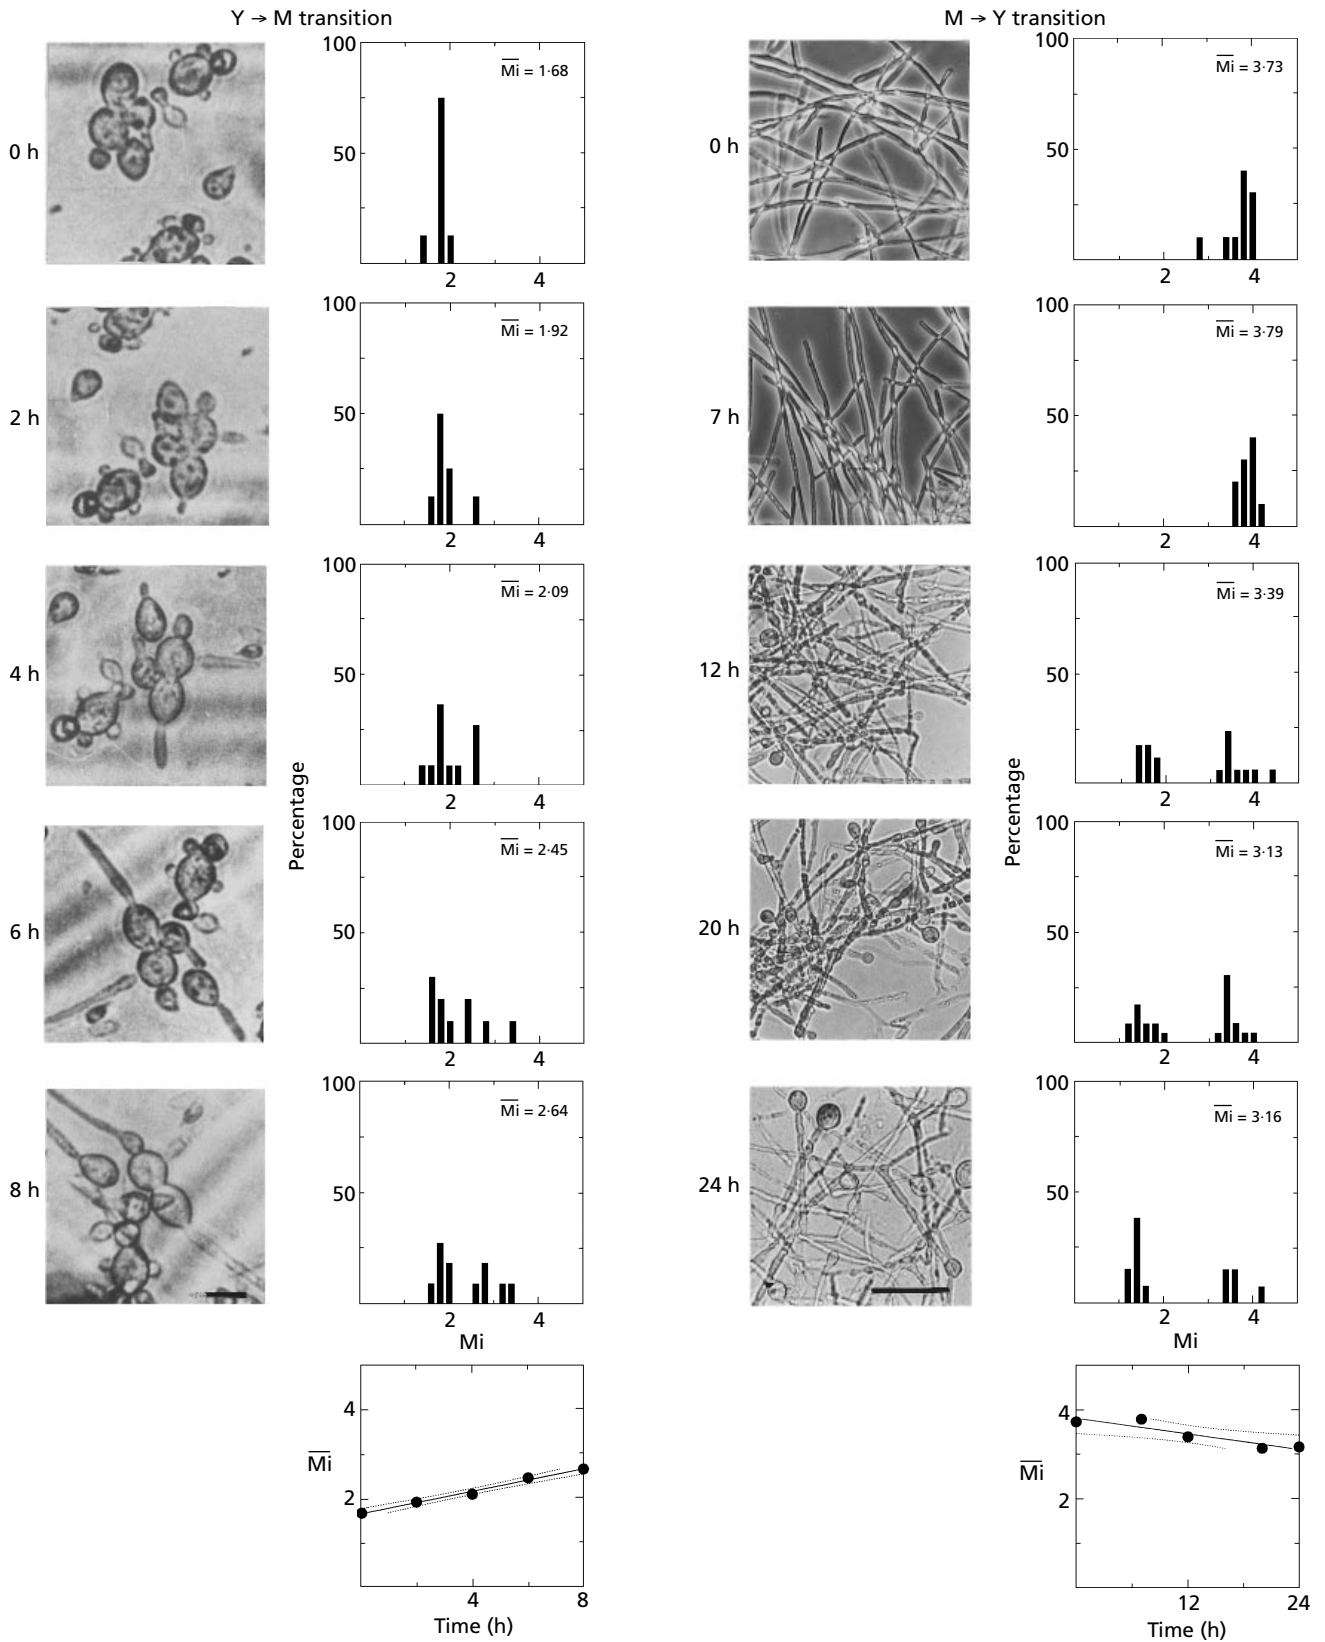 Y → M transition
0 h
100
50
Mi = 1·68
2
4
2 h
100
50
Mi = 1·92
2
4
4 h
100
50
Mi = 2·09
2
4
6 h
100
50
Mi = 2·45
2
4
8 h
100
50
Mi = 2·64
2
4
Percentage
Mi
4
2
Mi
4
8
Time (h)
M → Y transition
0 h
100
50
Mi = 3·73
2
4
7 h
100
50
Mi = 3·79
2
4
12 h
100
50
Mi = 3·39
2
4
20 h
100
50
Mi = 3·13
2
4
24 h
100
50
Mi = 3·16
2
4
Percentage
Mi
4
2
Mi
12
24
Time (h)